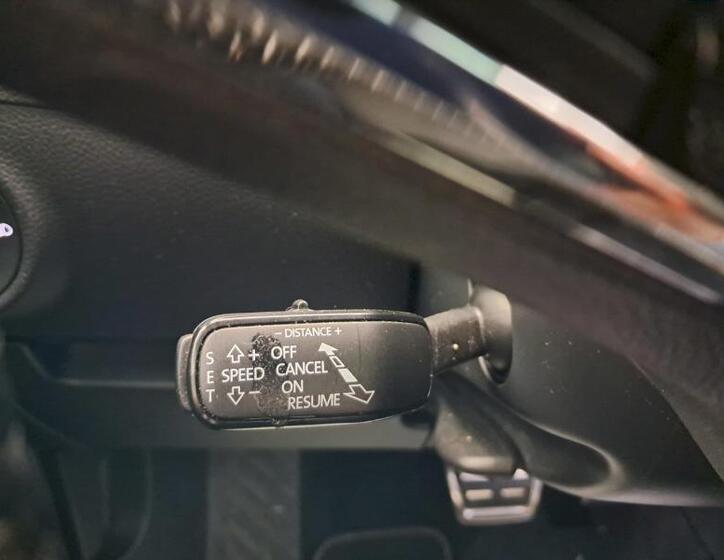 - DISTANCE +
S E T
+
SPEED
-
OFF
CANCEL
ON
RESUME